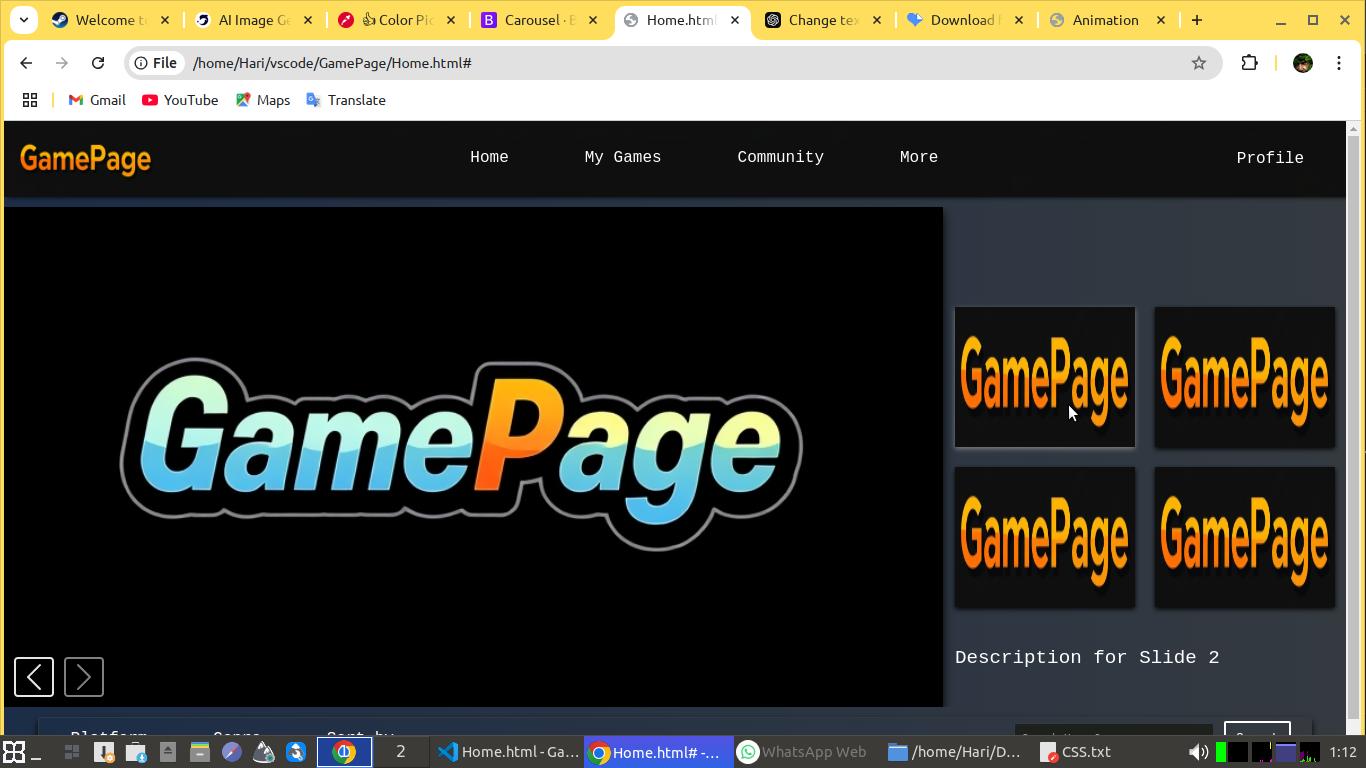 Welcome t
AI Image Ge
👍 Color Pic
Carousel · B
Home.html
Change tex
Download
Animation
File
/home/Hari/vscode/GamePage/Home.html#
Gmail
YouTube
Maps
Translate
GamePage
Home
My Games
Community
More
Profile
GamePage
GamePage
GamePage
GamePage
GamePage
Description for Slide 2
Platform
Genre
Sort by
2
Home.html - Ga...
Home.html# -...
WhatsApp Web
/home/Hari/D...
CSS.txt
1:12